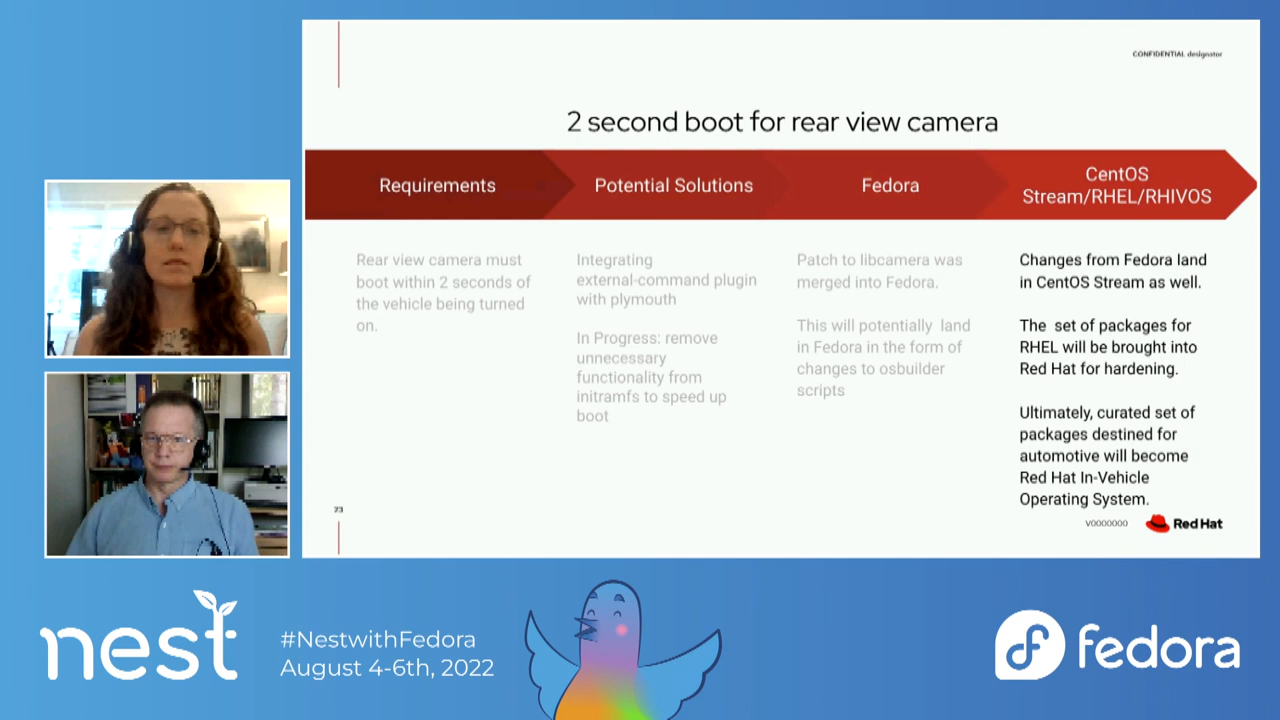 CONFIDENTIAL designator
2 second boot for rear view camera
Requirements
Potential Solutions
Fedora
CentOS
Stream/RHEL/RHIVOS
Rear view camera must
boot within 2 seconds of
the vehicle being turned
on.
Integrating
external-command plugin
with plymouth
In Progress: remove
unnecessary
functionality from
initramfs to speed up
boot
Patch to libcamera was
merged into Fedora.
This will potentially land
in Fedora in the form of
changes to osbuilder
scripts
Changes from Fedora land
in CentOS Stream as well.
The set of packages for
RHEL will be brought into
Red Hat for hardening.
Ultimately, curated set of
packages destined for
automotive will become
Red Hat In-Vehicle
Operating System.
23
V0000000
Red Hat
nest
#NestwithFedora
August 4-6th, 2022
fedora